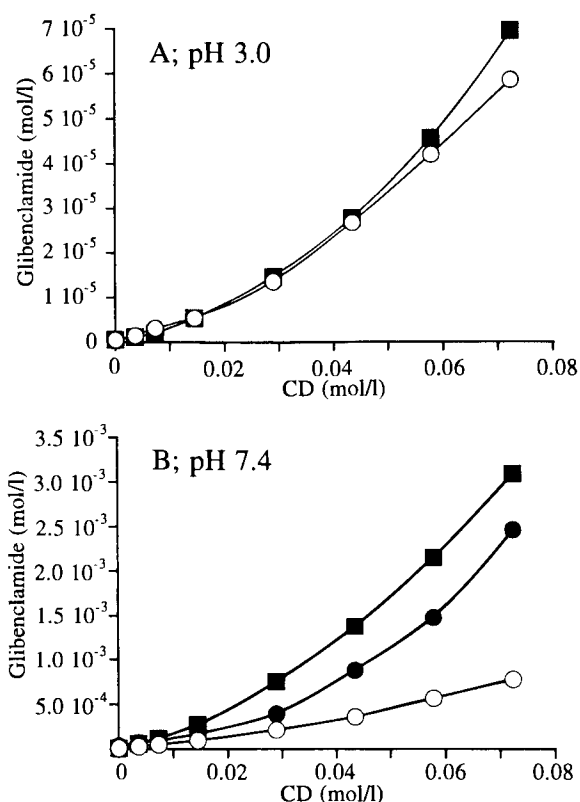 A; pH 3.0
Glibenclamide (mol/l)
7 10-5
6 10-5
5 10-5
4 10-5
3 10-5
2 10-5
1 10-5
0
0 0.02 0.04 0.06 0.08
CD (mol/l)
B; pH 7.4
Glibenclamide (mol/l)
3.5 10-3
3.0 10-3
2.5 10-3
2.0 10-3
1.5 10-3
1.0 10-3
5.0 10-4
0 0.02 0.04 0.06 0.08
CD (mol/l)